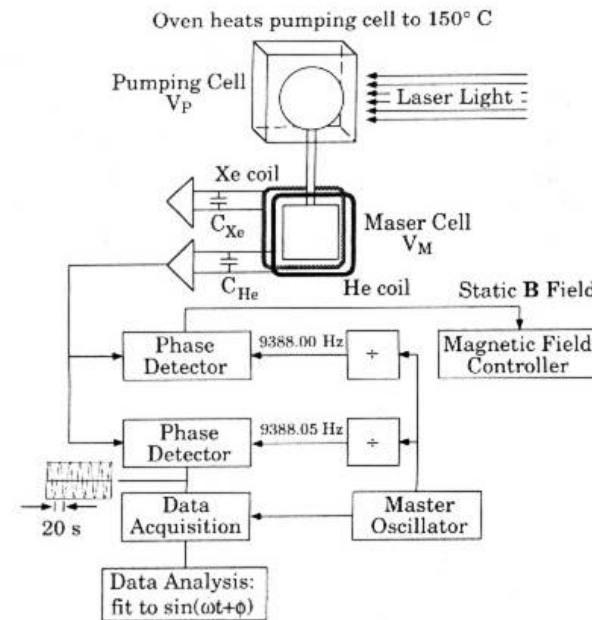 Oven heats pumping cell to 150° C
Pumping Cell
V_P
Laser Light
Xe coil
C_Xe
Maser Cell
V_M
C_He
He coil
Static B Field
Phase
Detector
9388.00 Hz
÷
Magnetic Field
Controller
Phase
Detector
9388.05 Hz
÷
20 s
Data
Acquisition
Master
Oscillator
Data Analysis:
fit to sin(ωt+φ)